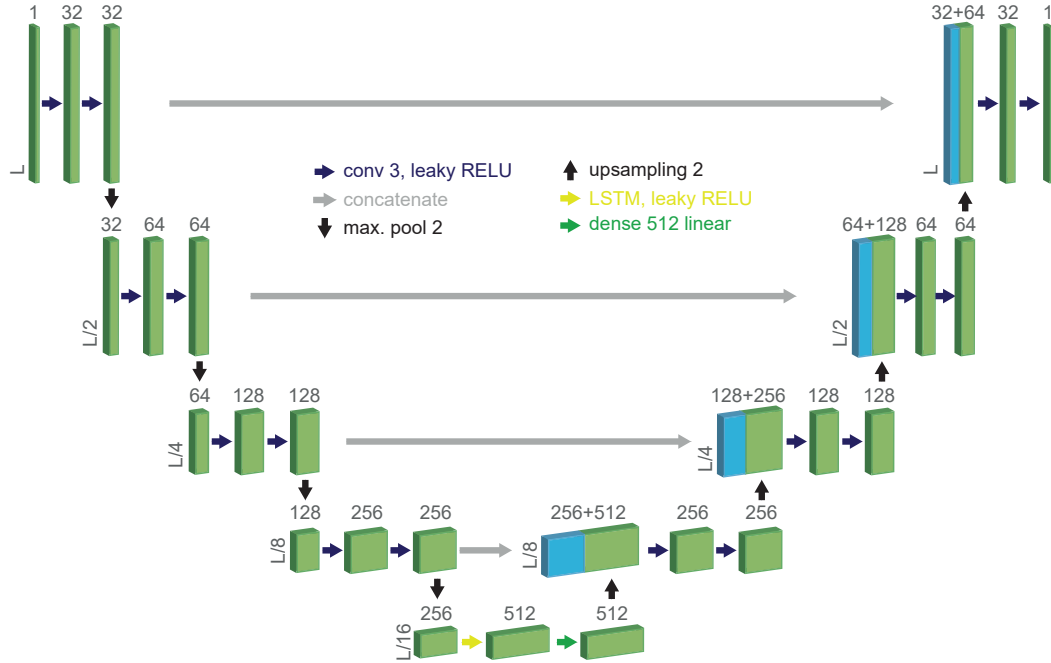 1 32 32 32+64 32 1
L L
conv 3, leaky RELU upsampling 2
concatenate LSTM, leaky RELU
max. pool 2 dense 512 linear
32 64 64 64+128 64 64
L/2 L/2
64 128 128 128+256 128 128
L/4 L/4
128 256 256 256+512 256 256
L/8 L/8
256 512 512
L/16